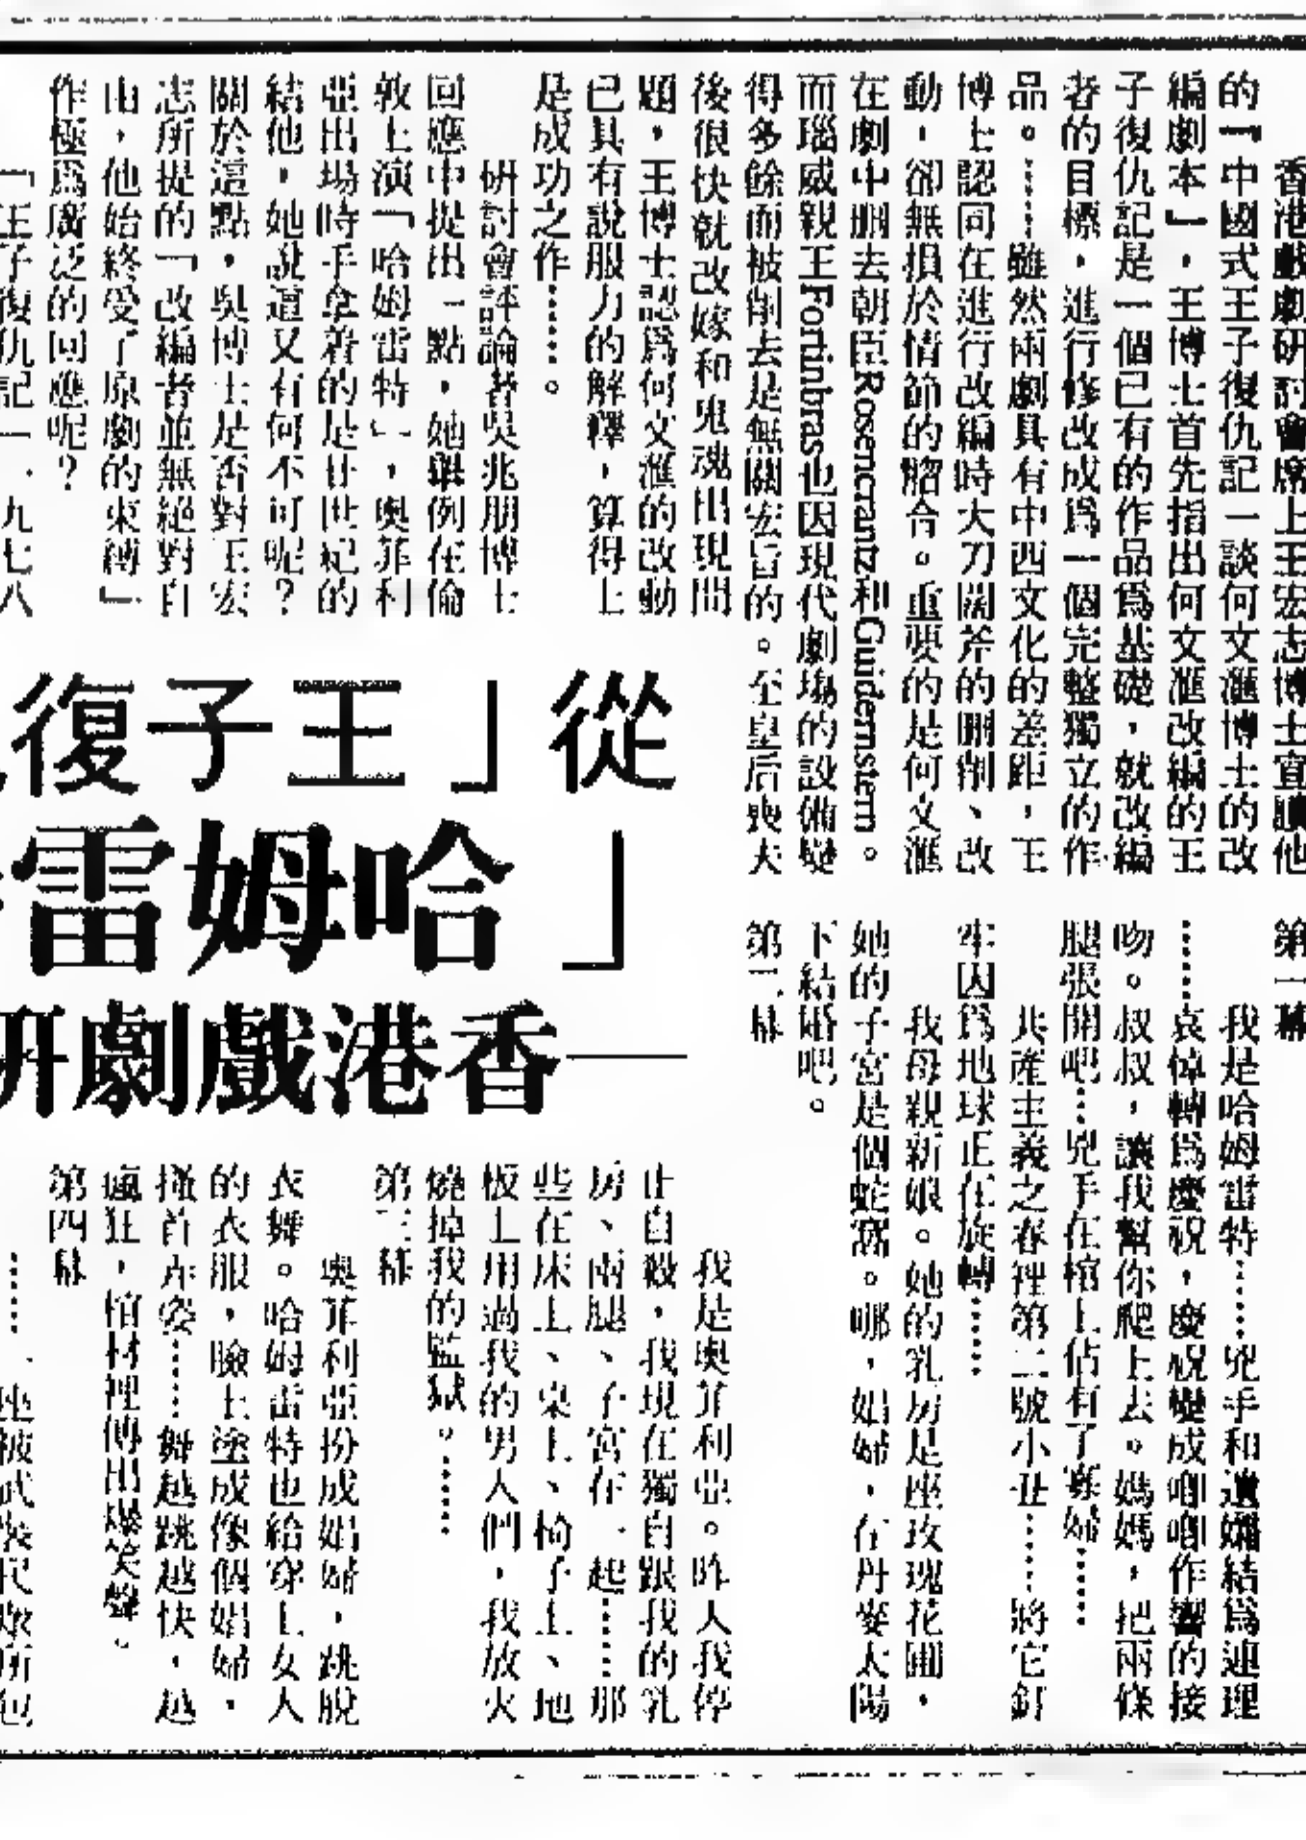 香港戲劇研討會席上王宏志博士宣讀他
的『中國式王子復仇記—談何文滙博士的改
編劇本』，王博士首先指出何文滙改編的王
子復仇記是一個已有的作品爲基礎，就改編
者的目標，進行修改成爲一個完整獨立的作
品。……雖然兩劇具有中西文化的差距，王
博士認同在進行改編時大刀闊斧的刪削、改
動，卻無損於情節的脗合。重要的是何文滙
在劇中刪去朝臣Rosencrantz和Guidernstern。
而瑙威親王Fortinbras也因現代劇塲的設備變
得多餘而被削去是無關宏旨的。至皇后喪夫
後很快就改嫁和鬼魂出現問
題，王博士認爲何文滙的改動
已具有說服力的解釋，算得上
是成功之作……。
研討會評論者吳兆朋博士
回應中提出一點，她舉例在倫
敦上演「哈姆雷特」，奧菲利
亞出場時手拿着的是廿世紀的
結他，她說這又有何不可呢？
關於這點，吳博士是否對王宏
志所提的「改編者並無絕對自
由，他始終受了原劇的束縛」
作極爲廣泛的回應呢？
「王子復仇記」一九七八
從「王子復
「哈姆雷
—香港戲劇研
第一幕
我是哈姆雷特……兇手和遺孀結爲連理
……哀悼轉爲慶祝，慶祝變成啣啣作響的接
吻。叔叔，讓我幫你爬上去。媽媽，把兩條
腿張開吧…兇手在棺上佔有了寡婦……
共產主義之春裡第二號小丑……將它釘
牢因爲地球正在旋轉……
我母親新娘。她的乳房是座玫瑰花圃，
她的子宮是個蛇窩。哪，娼婦，在丹麥太陽
下結婚吧。
第二幕
我是奧菲利亞。昨人我停
止自殺，我現在獨自跟我的乳
房、兩腿、子宮在一起……那
些在床上、桌上、椅子上、地
板上用過我的男人們，我放火
燒掉我的監獄。……
第三幕
奧菲利亞扮成娼婦，跳脫
衣舞。哈姆雷特也給穿上女人
的衣服，臉上塗成像個娼婦，
搔首弄姿……舞越跳越快，越
瘋狂，棺材裡傳出爆笑聲。
第四幕
……一座被武裝民衆所包